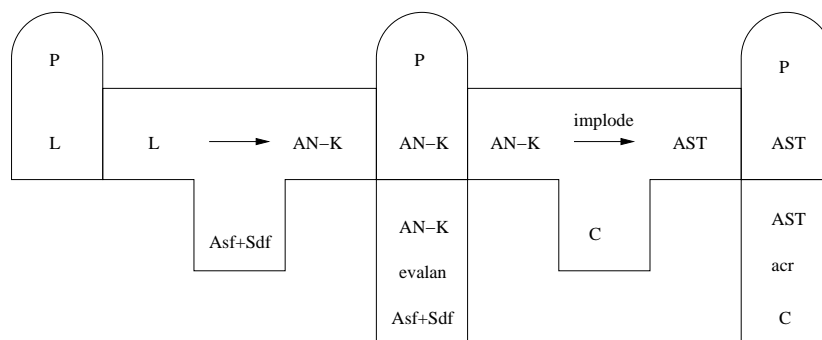 P P P
implode
L L AN−K AN−K AN−K AST AST
Asf+Sdf AN−K C AST
evalan acr
Asf+Sdf C